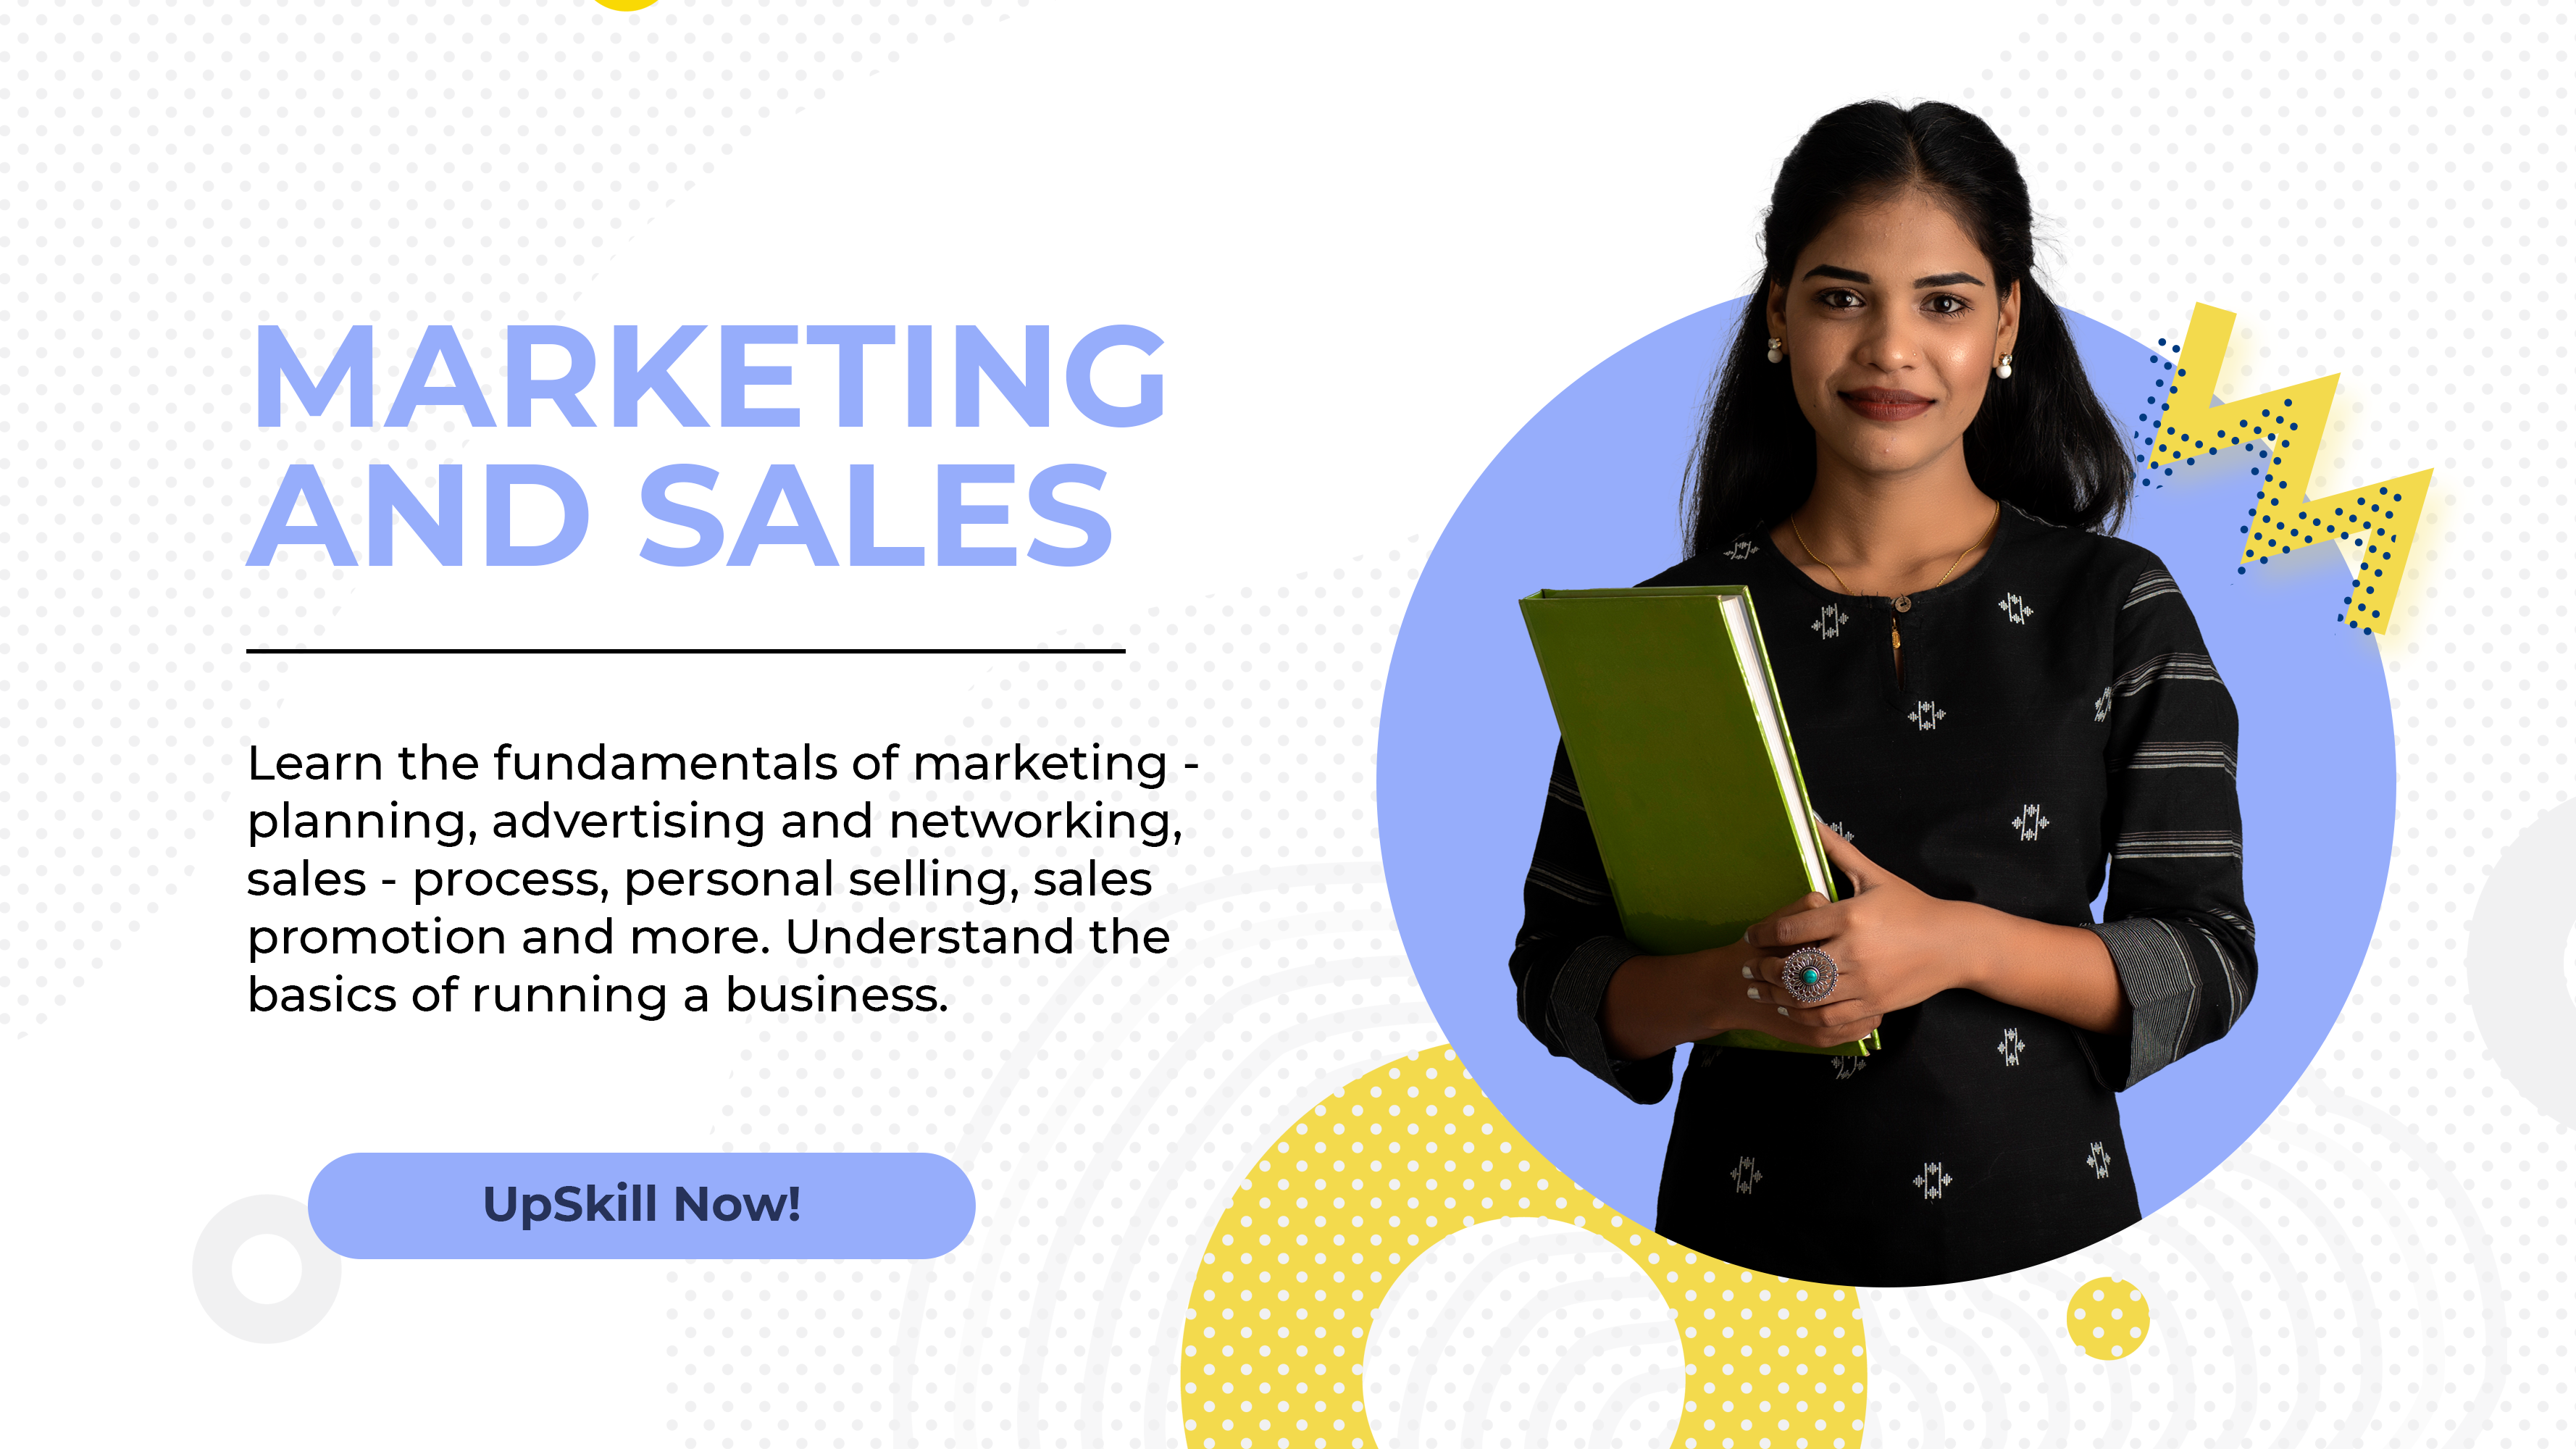 MARKETING
AND SALES
Learn the fundamentals of marketing -
planning, advertising and networking,
sales - process, personal selling, sales
promotion and more. Understand the
basics of running a business.
UpSkill Now!